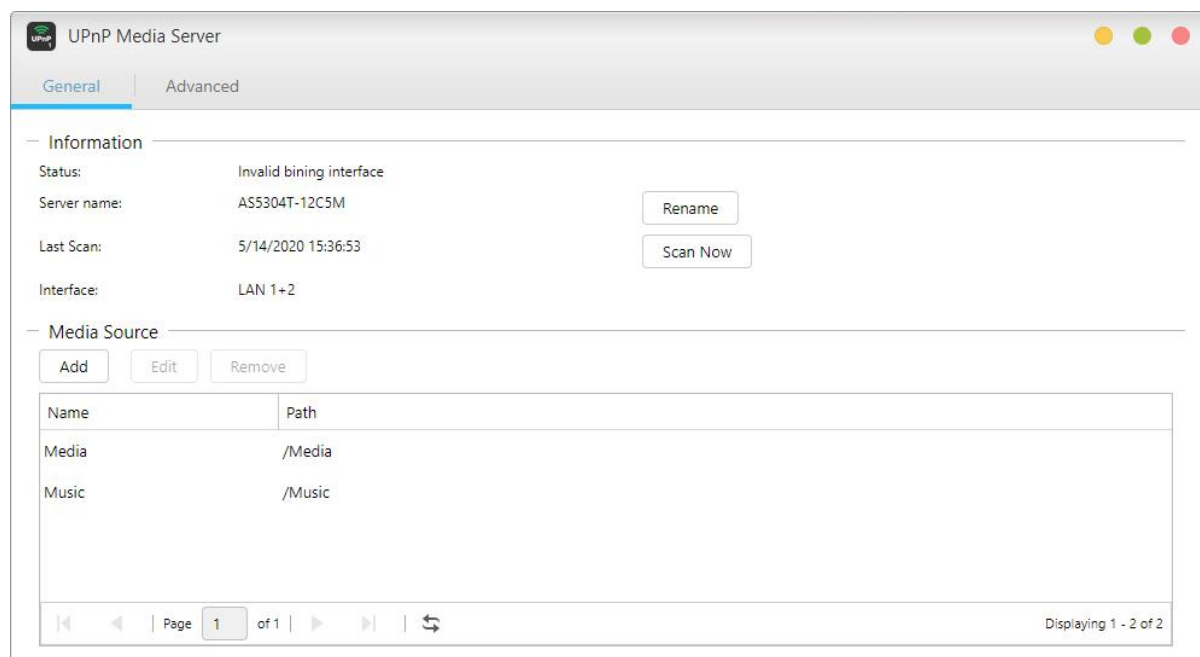 UPnP Media Server
General Advanced
Information
Status: Invalid bining interface
Server name: AS5304T-12C5M Rename
Last Scan: 5/14/2020 15:36:53 Scan Now
Interface: LAN 1+2
Media Source
Add Edit Remove
Name Path
Media /Media
Music /Music
Page 1 of 1 Displaying 1 - 2 of 2